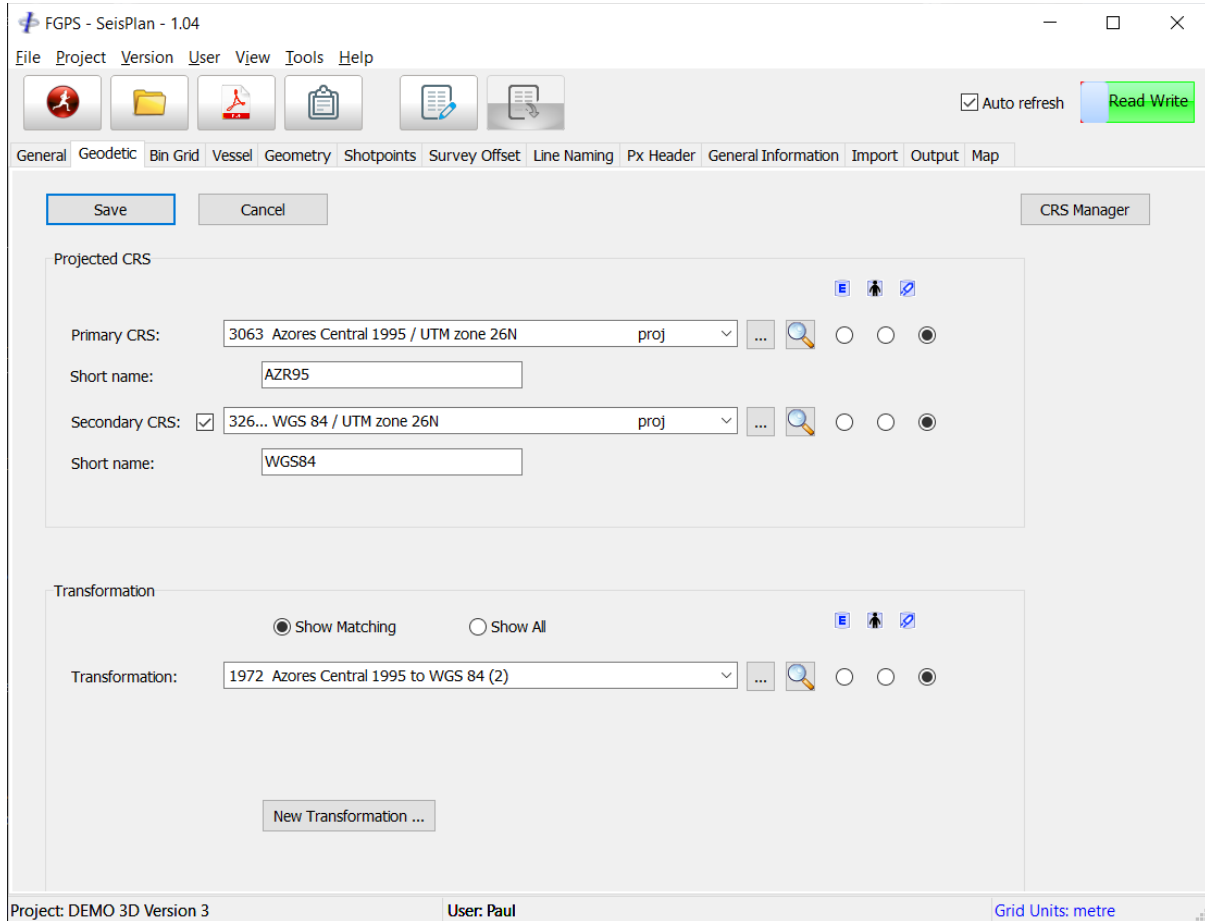 FGPS - SeisPlan - 1.04
File Project Version User View Tools Help
Auto refresh
Read Write
General Geodetic Bin Grid Vessel Geometry Shotpoints Survey Offset Line Naming Px Header General Information Import Output Map
Save Cancel CRS Manager
Projected CRS
E
Primary CRS: 3063 Azores Central 1995 / UTM zone 26N proj ...
Short name: AZR95
Secondary CRS: 326... WGS 84 / UTM zone 26N proj ...
Short name: WGS84
Transformation
Show Matching Show All E
Transformation: 1972 Azores Central 1995 to WGS 84 (2) ...
New Transformation ...
Project: DEMO 3D Version 3 User: Paul Grid Units: metre